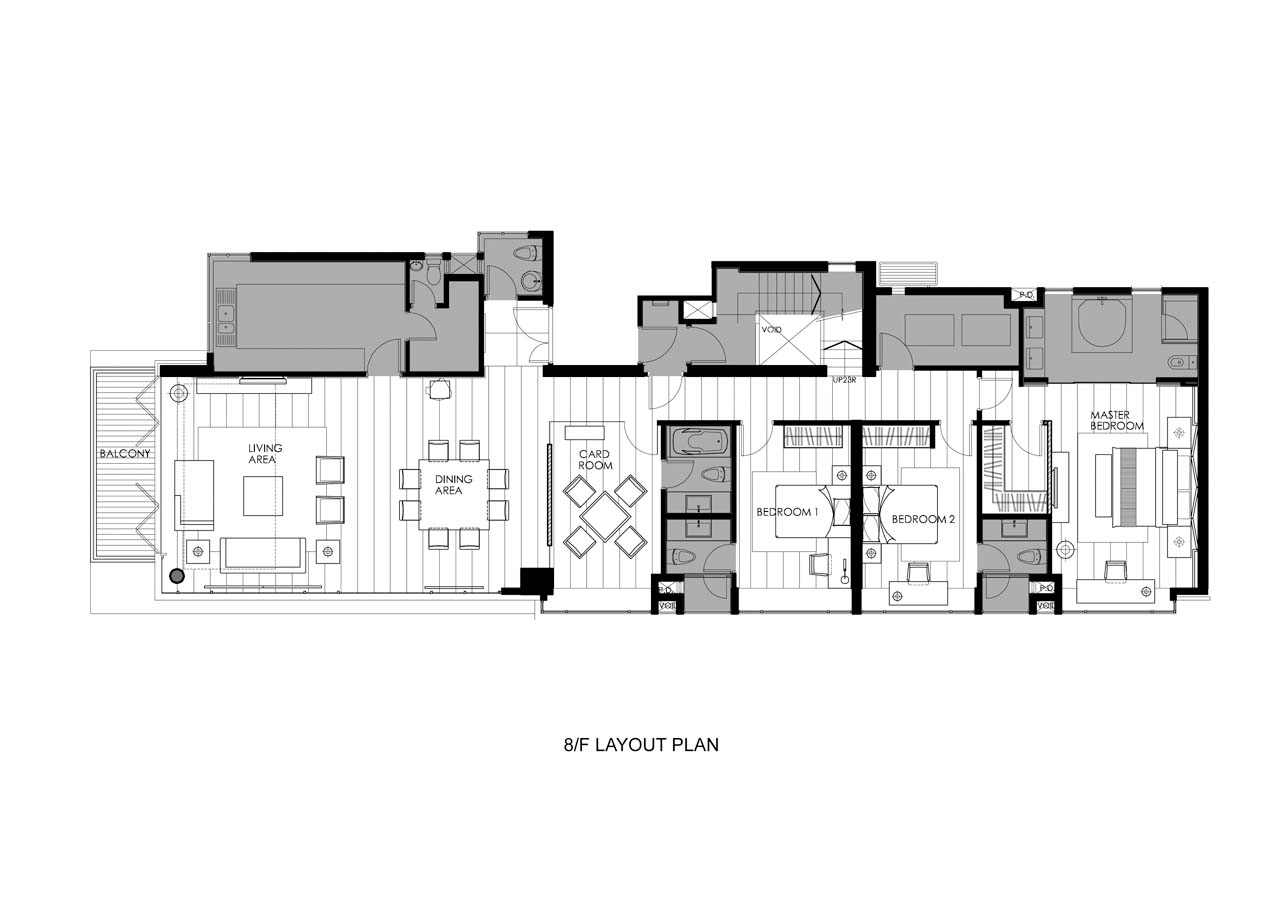 P.D.
VOID
UP23R
MASTER
BEDROOM
LIVING
AREA
BALCONY
CARD
ROOM
DINING
AREA
BEDROOM 1
BEDROOM 2
P.D.
VOID
P.D.
VOID
8/F LAYOUT PLAN